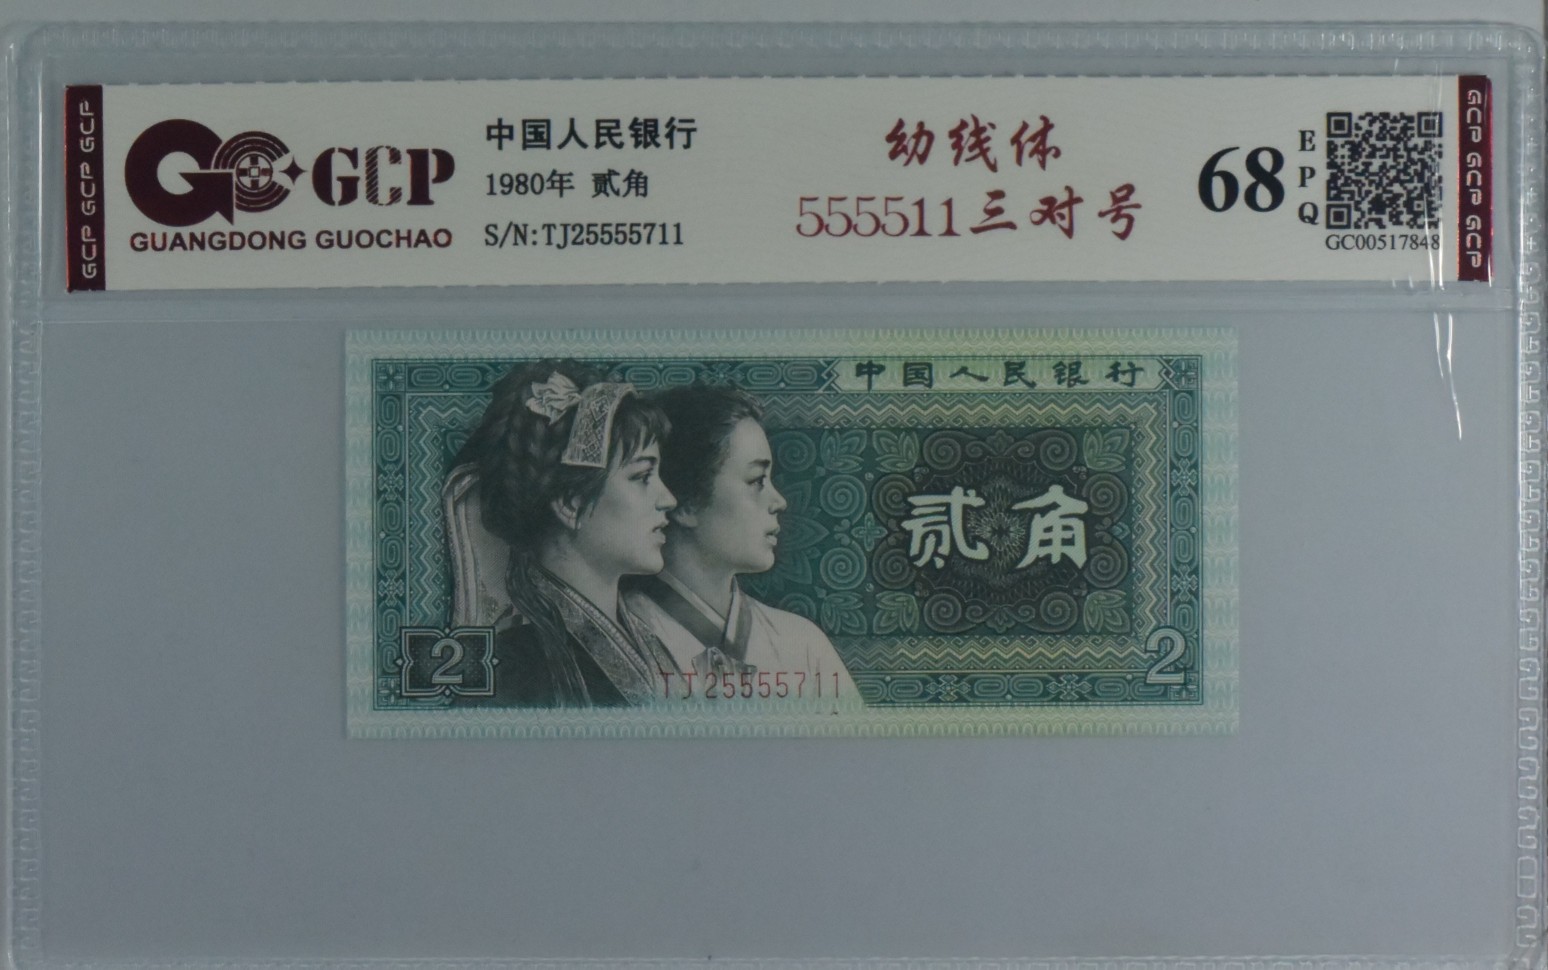 GCP GCP GCP
GCP
GUANGDONG GUOCHAO
中国人民银行
1980年 贰角
S/N:TJ25555711
幼线体
555511三对号
68
EPQ
GC00517848
GCP GCP GCP
中国人民银行
贰角
2
2
TJ25555711